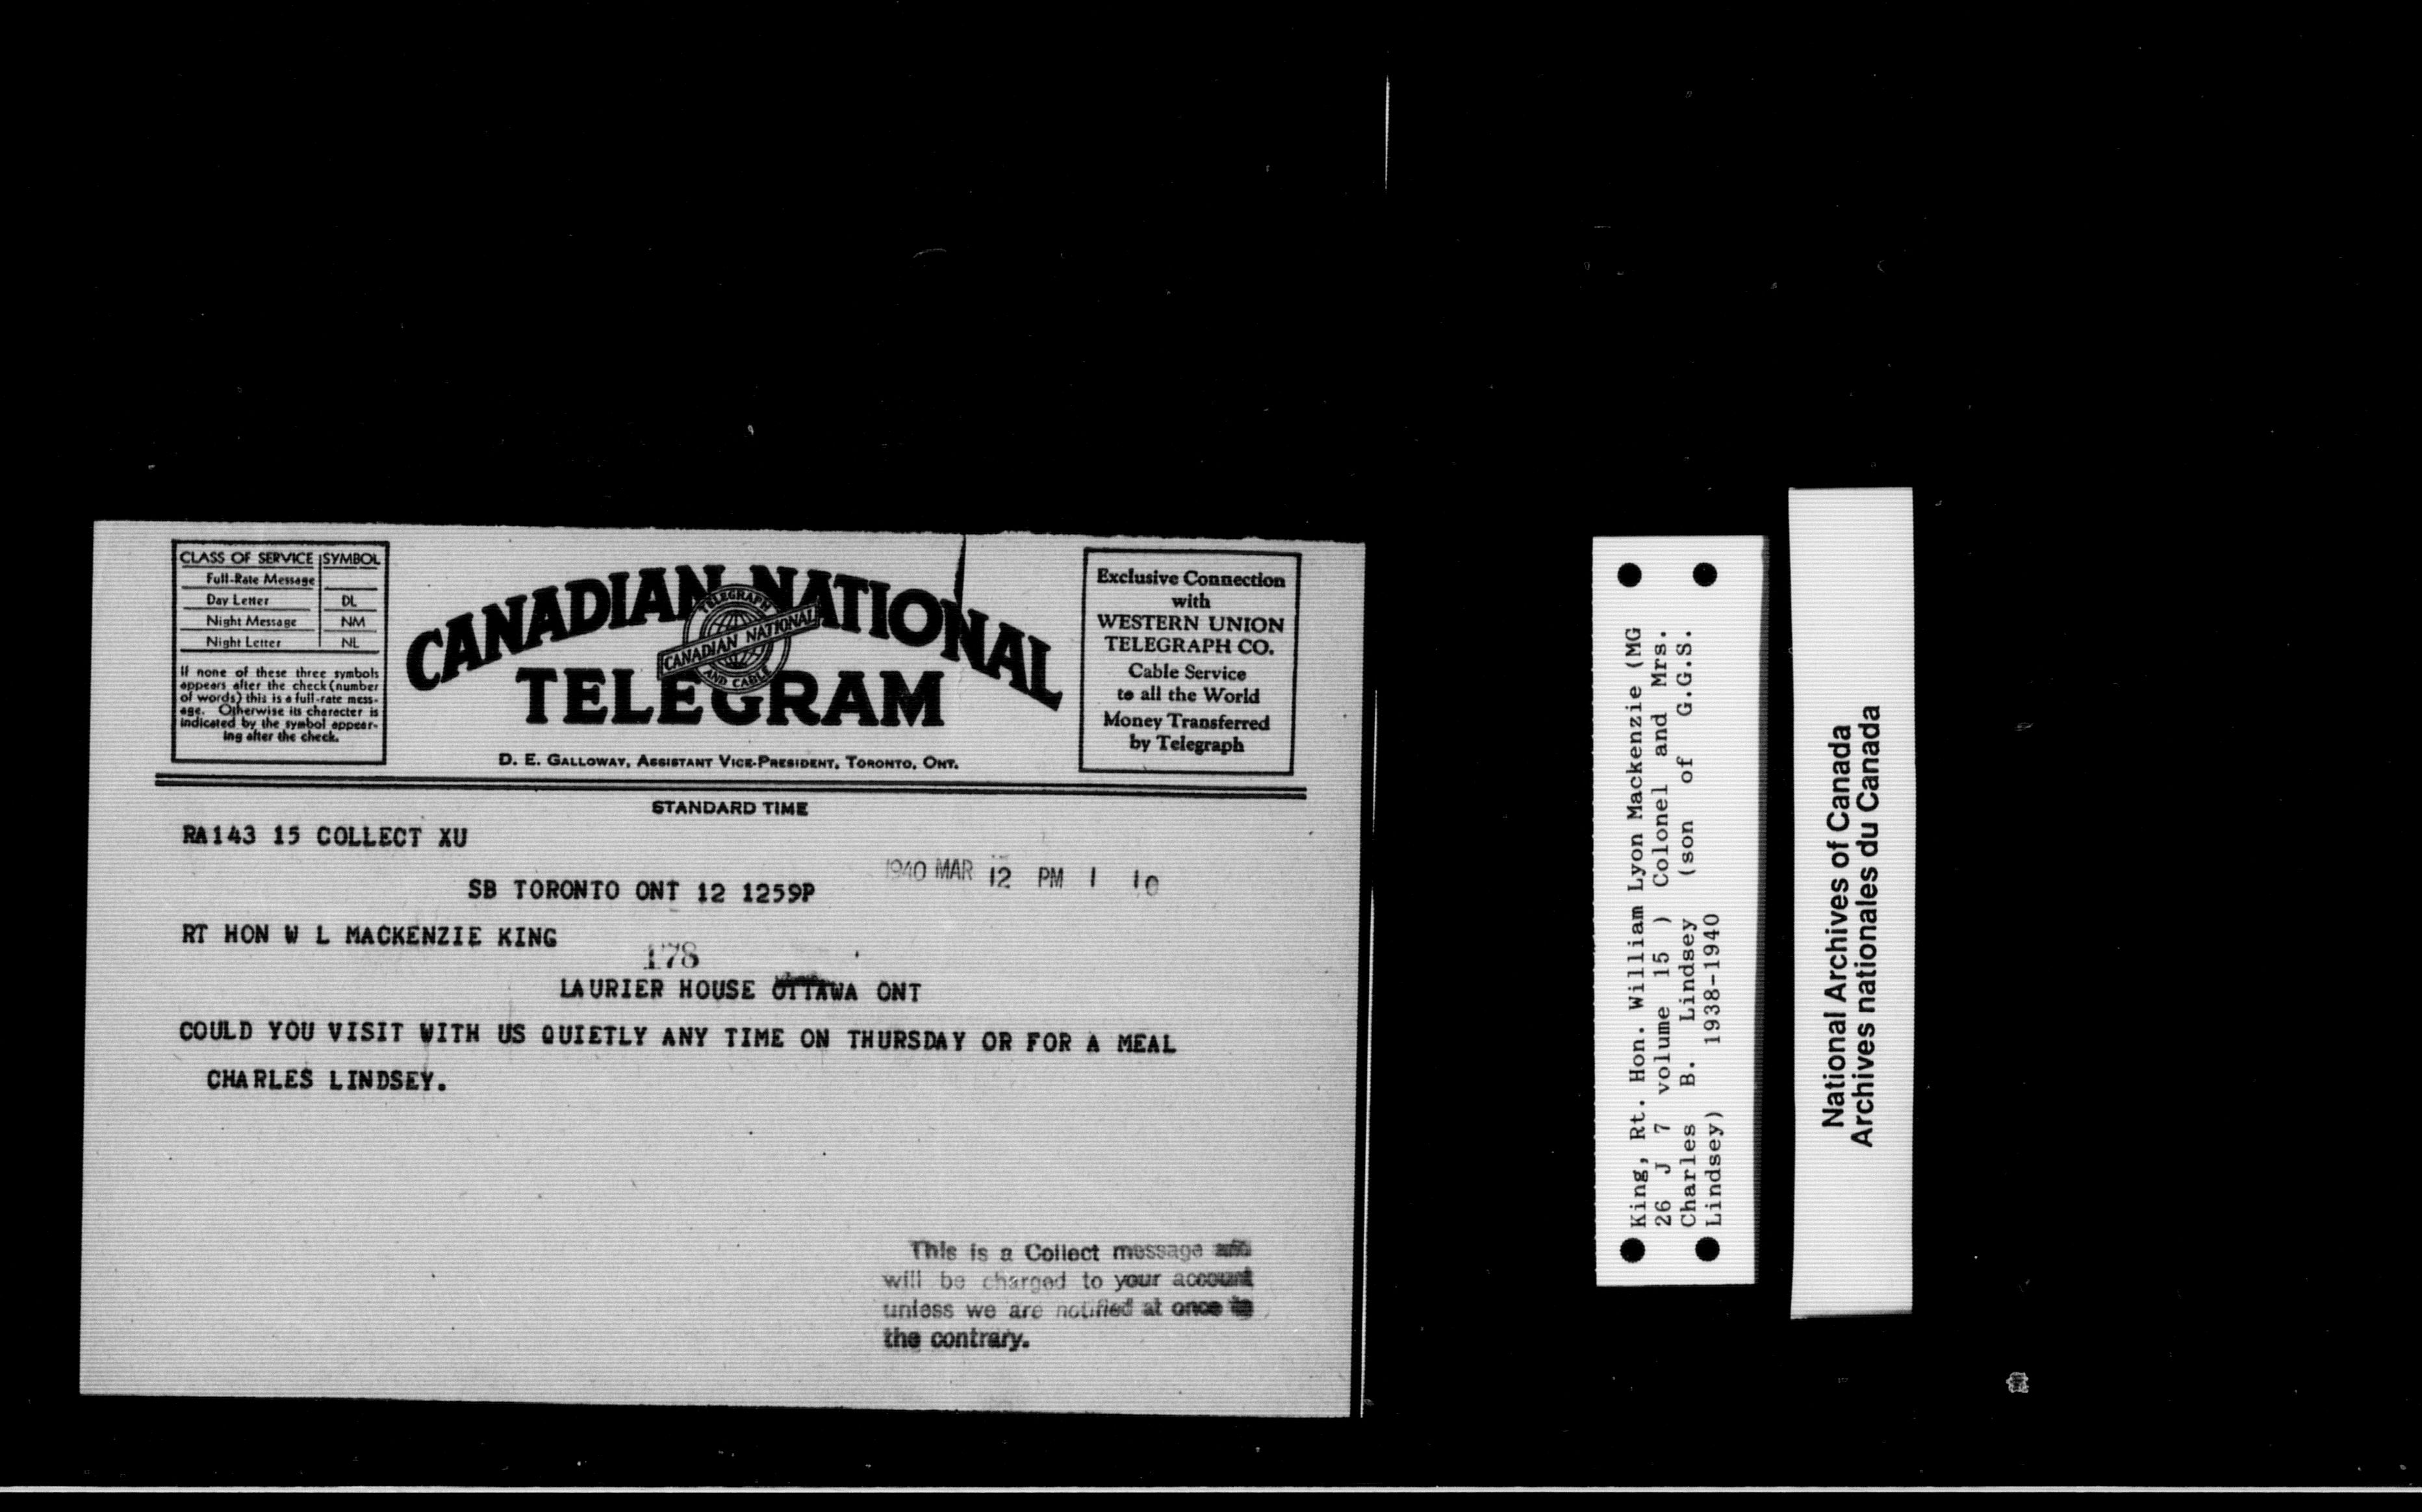 CLASS OF SERVICE SYMBOL
Full-Rate Message
Day Letter DL
Night Message NM
Night Letter NL
If none of these three symbols
appears after the check (number
of words) this is a full-rate mess-
age. Otherwise its character is
indicated by the symbol appear-
ing after the check.
CANADIAN NATIONAL
TELEGRAPH
CANADIAN NATIONAL
AND CABLE
TELEGRAM
D. E. GALLOWAY, ASSISTANT VICE-PRESIDENT, TORONTO, ONT.
Exclusive Connection
with
WESTERN UNION
TELEGRAPH CO.
Cable Service
to all the World
Money Transferred
by Telegraph
STANDARD TIME
RA143 15 COLLECT XU
1940 MAR 12 PM 1 10
SB TORONTO ONT 12 1259P
RT HON W L MACKENZIE KING
178
LAURIER HOUSE OTTAWA ONT
COULD YOU VISIT WITH US QUIETLY ANY TIME ON THURSDAY OR FOR A MEAL
CHARLES LINDSEY.
This is a Collect message and
will be charged to your account
unless we are notified at once to
the contrary.
King, Rt. Hon. William Lyon Mackenzie (MG
26 J 7 volume 15 ) Colonel and Mrs.
Charles B. Lindsey (son of G.G.S.
Lindsey) 1938-1940
National Archives of Canada
Archives nationales du Canada